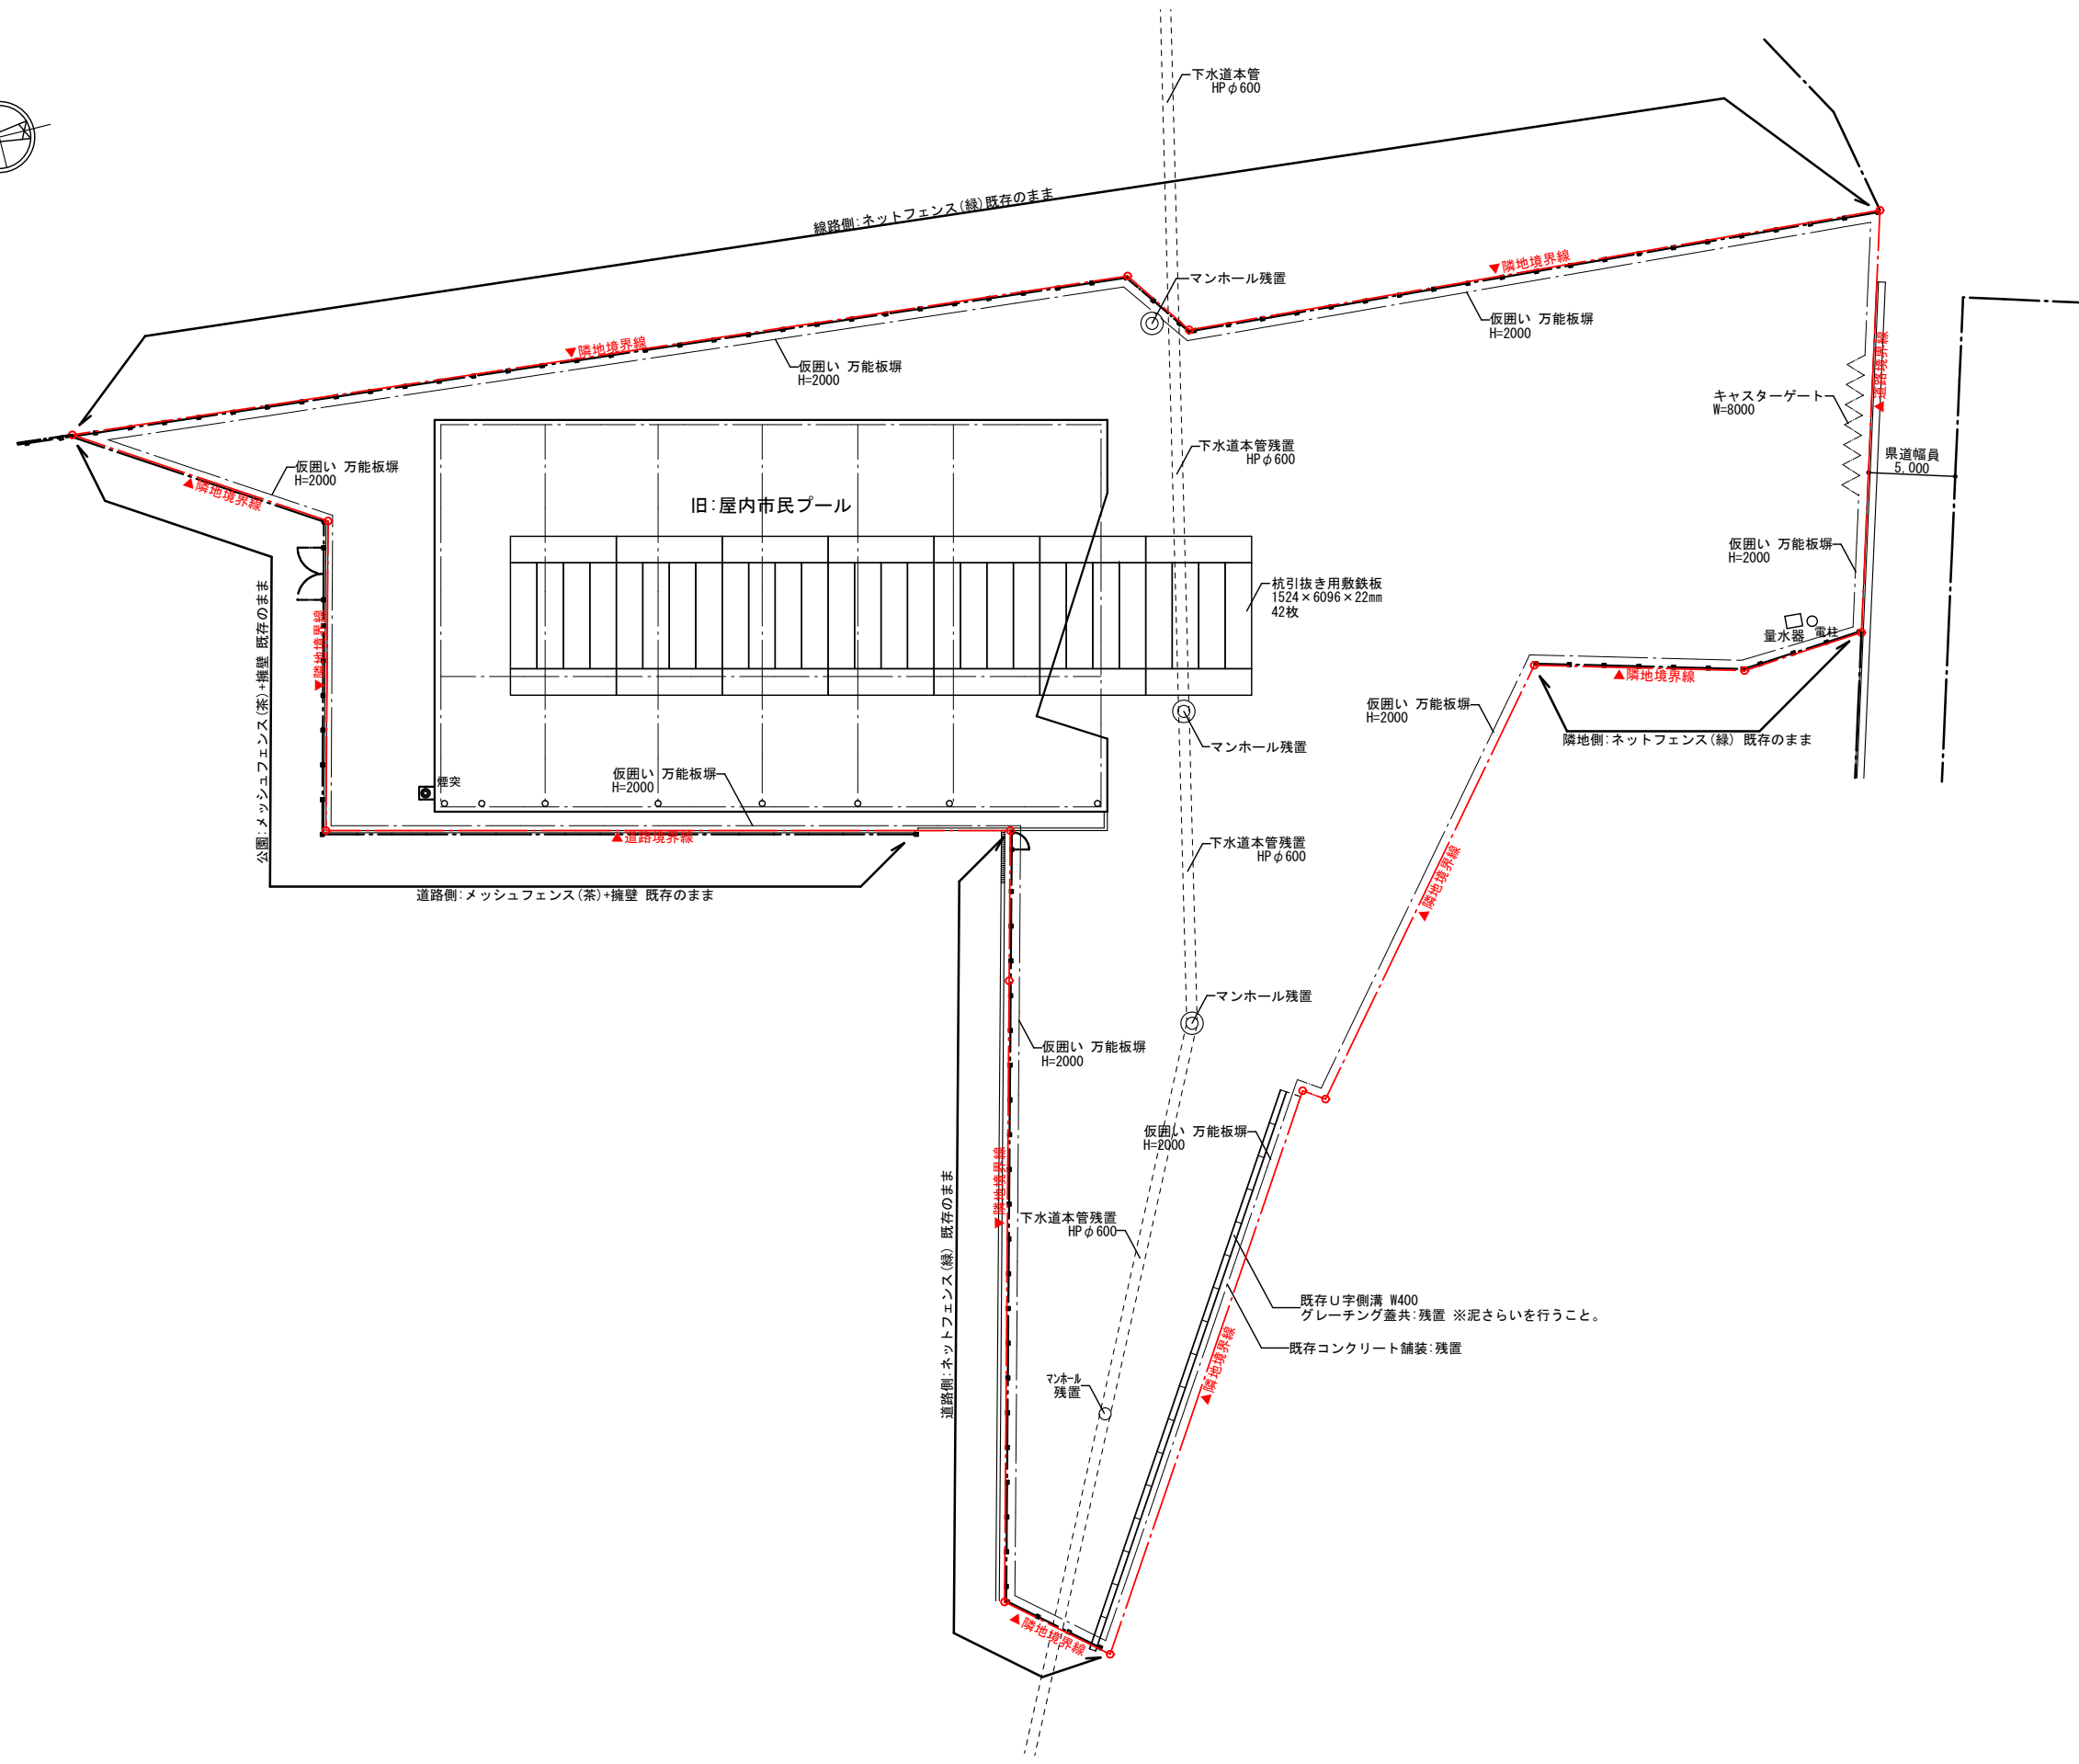 下水道本管
HPφ600
線路側:ネットフェンス(緑)既存のまま
▼隣地境界線
マンホール残置
仮囲い 万能板塀
H=2000
▼隣地境界線
仮囲い 万能板塀
H=2000
▲道路境界線
キャスターゲート
W=8000
県道幅員
5,000
下水道本管残置
HPφ600
仮囲い 万能板塀
H=2000
▲隣地境界線
旧:屋内市民プール
仮囲い 万能板塀
H=2000
杭引抜き用敷鉄板
1524×6096×22mm
42枚
量水器
電柱
▼隣地境界線
公園:メッシュフェンス(茶)+擁壁 既存のまま
▲隣地境界線
仮囲い 万能板塀
H=2000
隣地側:ネットフェンス(緑) 既存のまま
マンホール残置
煙突
仮囲い 万能板塀
H=2000
▲道路境界線
下水道本管残置
HPφ600
▲隣地境界線
道路側:メッシュフェンス(茶)+擁壁 既存のまま
マンホール残置
仮囲い 万能板塀
H=2000
仮囲い 万能板塀
H=2000
▼隣地境界線
道路側:ネットフェンス(緑) 既存のまま
下水道本管残置
HPφ600
既存U字側溝 W400
グレーチング蓋共:残置 ※泥さらいを行うこと。
既存コンクリート舗装:残置
▲隣地境界線
マンホール
残置
▲隣地境界線